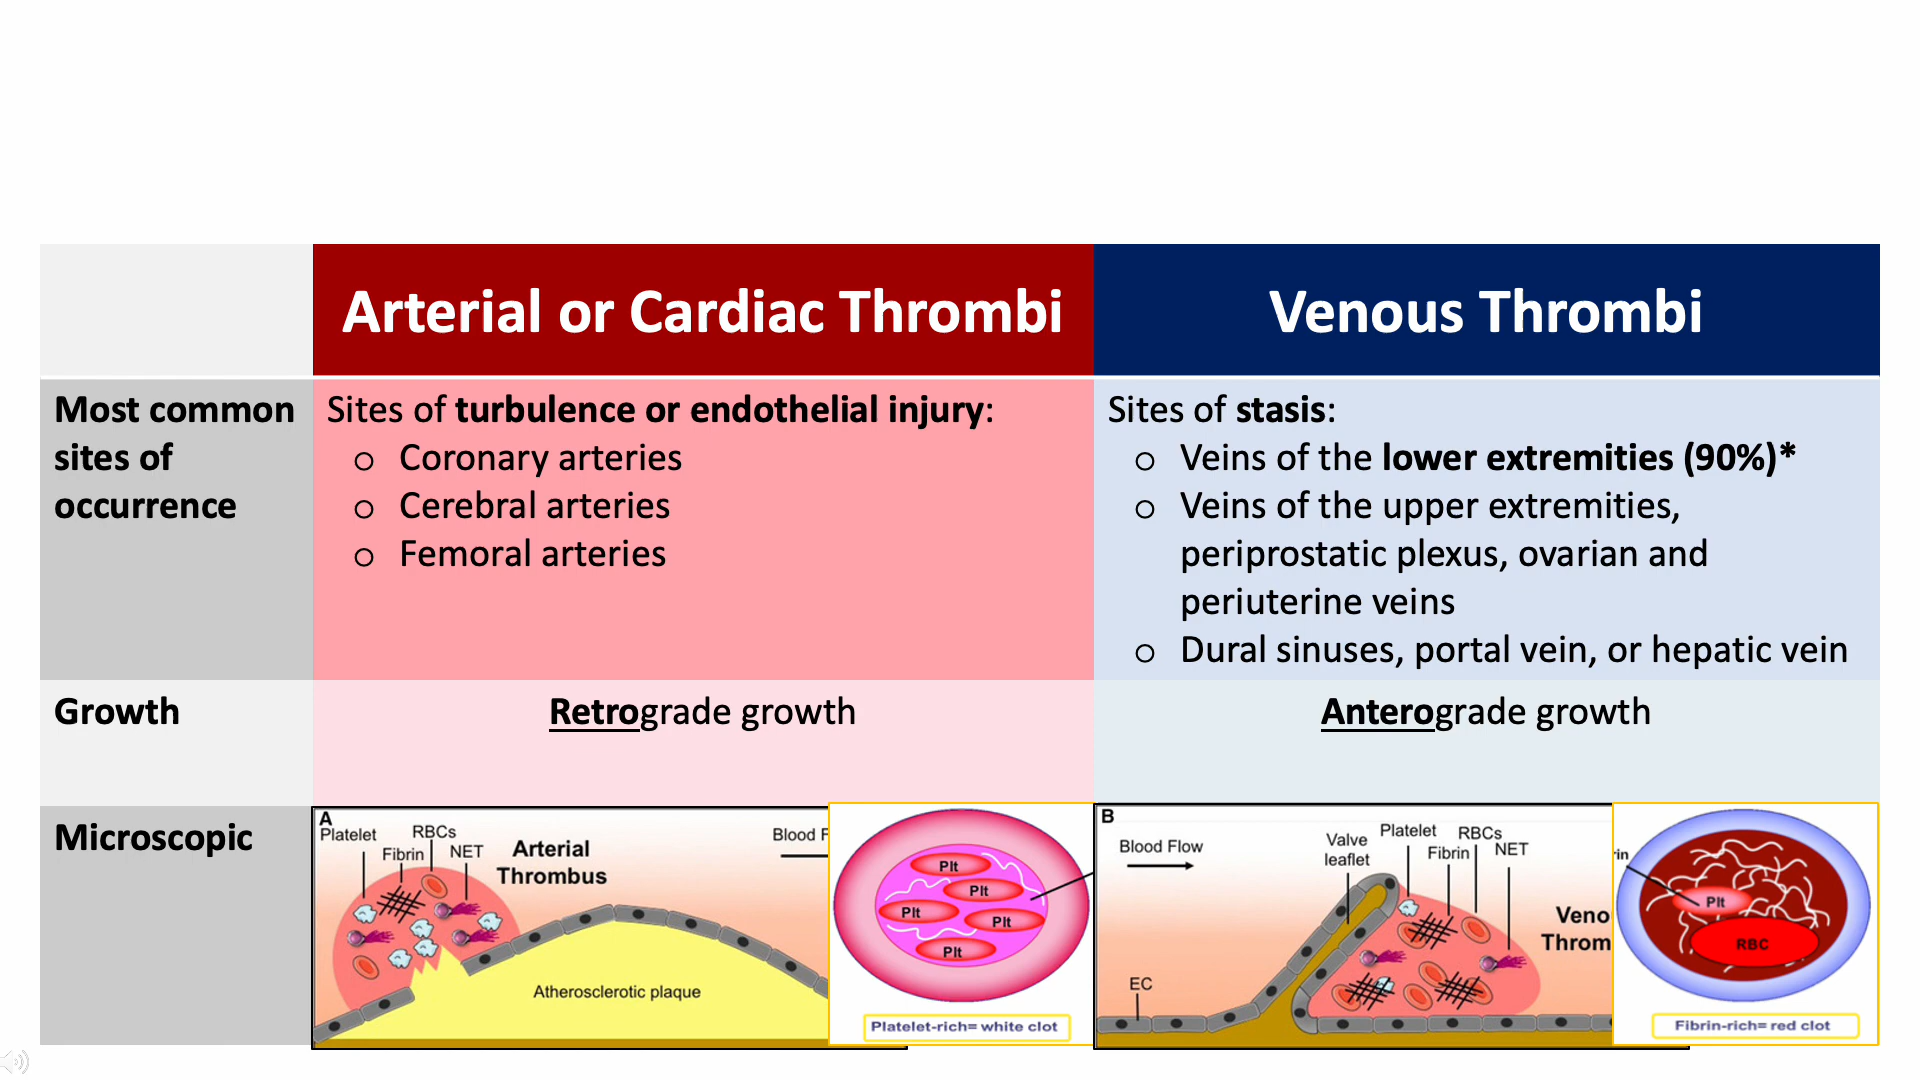 Arterial or Cardiac Thrombi
Venous Thrombi
Most common
sites of
occurrence
Sites of turbulence or endothelial injury:
o Coronary arteries
o Cerebral arteries
o Femoral arteries
Sites of stasis:
o Veins of the lower extremities (90%)*
o Veins of the upper extremities,
periprostatic plexus, ovarian and
periuterine veins
o Dural sinuses, portal vein, or hepatic vein
Growth
Retrograde growth
Anterograde growth
Microscopic
A
Platelet
RBCs
Fibrin
NET
Arterial
Thrombus
Blood F
Atherosclerotic plaque
Plt
Plt
Plt
Plt
Plt
Platelet-rich= white clot
B
Blood Flow
Valve
leaflet
Platelet
RBCs
Fibrin
NET
Veno
Throm
EC
rin
Plt
RBC
Fibrin-rich= red clot